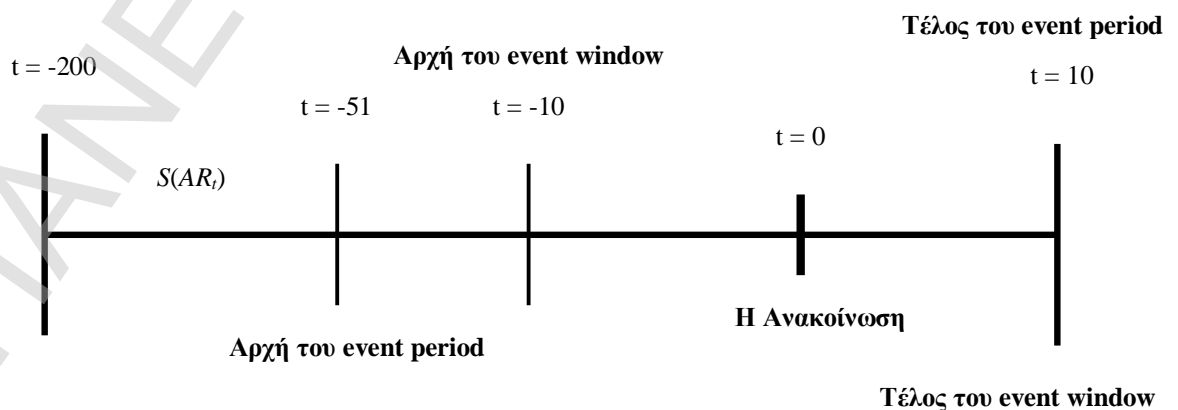 Τέλος του event period
Αρχή του event window
t = -200
t = 10
t = -51
t = -10
t = 0
S(ARt)
Η Ανακοίνωση
Αρχή του event period
Τέλος του event window